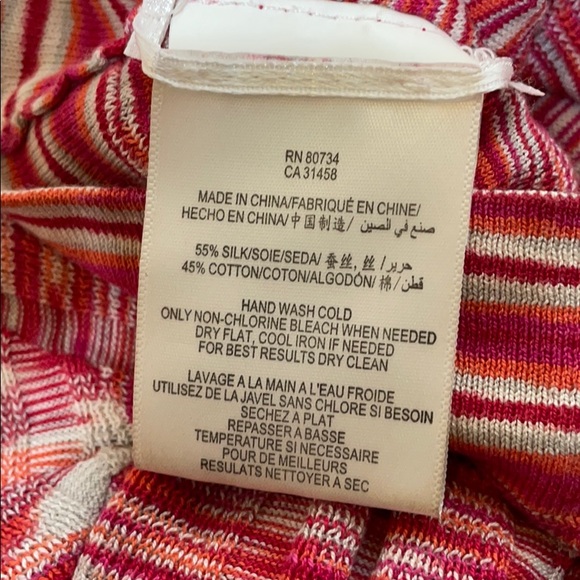 RN 80734
CA 31458
MADE IN CHINA/FABRIQUÉ EN CHINE/
HECHO EN CHINA/中国制造/ صنع في الصين
55% SILK/SOIE/SEDA/ 蚕丝, 丝 /حرير/
45% COTTON/COTON/ALGODÓN/ 棉/ قطن/
HAND WASH COLD
ONLY NON-CHLORINE BLEACH WHEN NEEDED
DRY FLAT, COOL IRON IF NEEDED
FOR BEST RESULTS DRY CLEAN
LAVAGE A LA MAIN A L'EAU FROIDE
UTILISEZ DE LA JAVEL SANS CHLORE SI BESOIN
SECHEZ A PLAT
REPASSER A BASSE
TEMPERATURE SI NECESSAIRE
POUR DE MEILLEURS
RESULATS NETTOYER A SEC